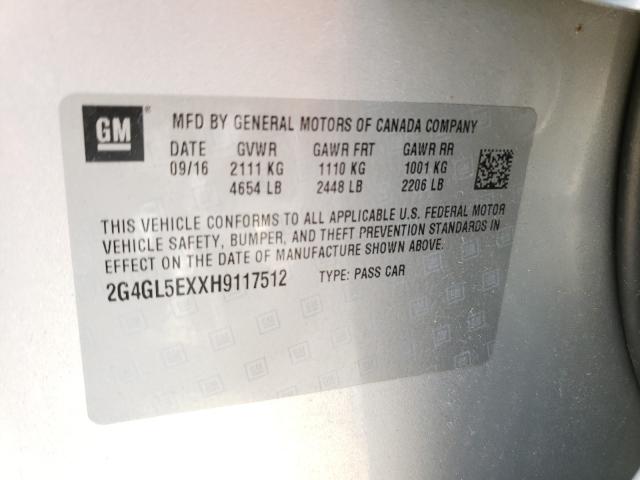 GM
MFD BY GENERAL MOTORS OF CANADA COMPANY
DATE GVWR GAWR FRT GAWR RR
09/16 2111 KG 1110 KG 1001 KG
4654 LB 2448 LB 2206 LB
THIS VEHICLE CONFORMS TO ALL APPLICABLE U.S. FEDERAL MOTOR
VEHICLE SAFETY, BUMPER, AND THEFT PREVENTION STANDARDS IN
EFFECT ON THE DATE OF MANUFACTURE SHOWN ABOVE.
2G4GL5EXXH9117512 TYPE: PASS CAR